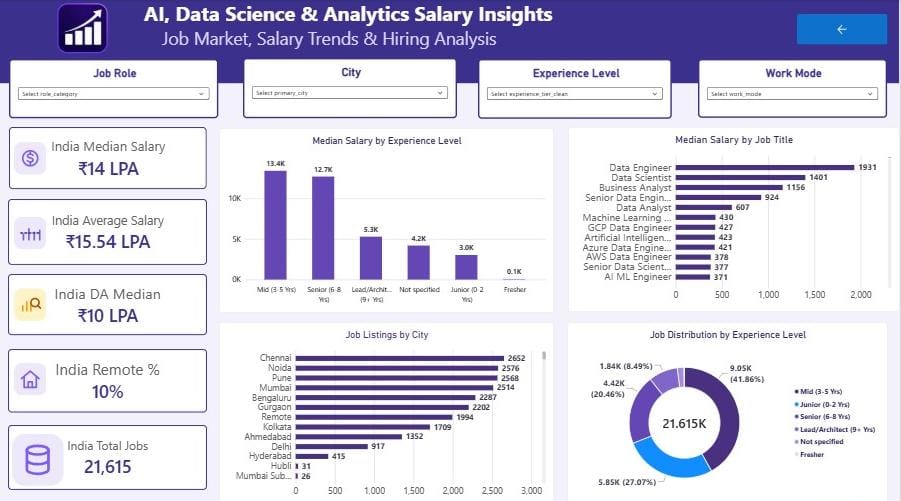 AI, Data Science & Analytics Salary Insights
Job Market, Salary Trends & Hiring Analysis
Job Role
Select role_category
City
Select primary_city
Experience Level
Select experience_tier_clean
Work Mode
Select work_mode
India Median Salary
₹14 LPA
India Average Salary
₹15.54 LPA
India DA Median
₹10 LPA
India Remote %
10%
India Total Jobs
21,615
Median Salary by Experience Level
10K
5K
0K
13.4K
12.7K
5.3K
4.2K
3.0K
0.1K
Mid (3-5 Yrs)
Senior (6-8
Yrs)
Lead/Archit...
(9+ Yrs)
Not specified
Junior (0-2
Yrs)
Fresher
Median Salary by Job Title
Data Engineer 1931
Data Scientist 1401
Business Analyst 1156
Senior Data Engin... 924
Data Analyst 607
Machine Learning ... 430
GCP Data Engineer 427
Artificial Intelligen... 423
Azure Data Engine... 421
AWS Data Engineer 378
Senior Data Scient... 377
AI ML Engineer 371
0 500 1,000 1,500 2,000
Job Listings by City
Chennai 2652
Noida 2576
Pune 2568
Mumbai 2514
Bengaluru 2287
Gurgaon 2202
Remote 1994
Kolkata 1709
Ahmedabad 1352
Delhi 917
Hyderabad 415
Hubli 31
Mumbai Sub... 26
0 500 1,000 1,500 2,000 2,500 3,000
Job Distribution by Experience Level
1.84K (8.49%)
4.42K
(20.46%)
9.05K
(41.86%)
21.615K
5.85K (27.07%)
Mid (3-5 Yrs)
Junior (0-2 Yrs)
Senior (6-8 Yrs)
Lead/Architect (9+ Yrs)
Not specified
Fresher